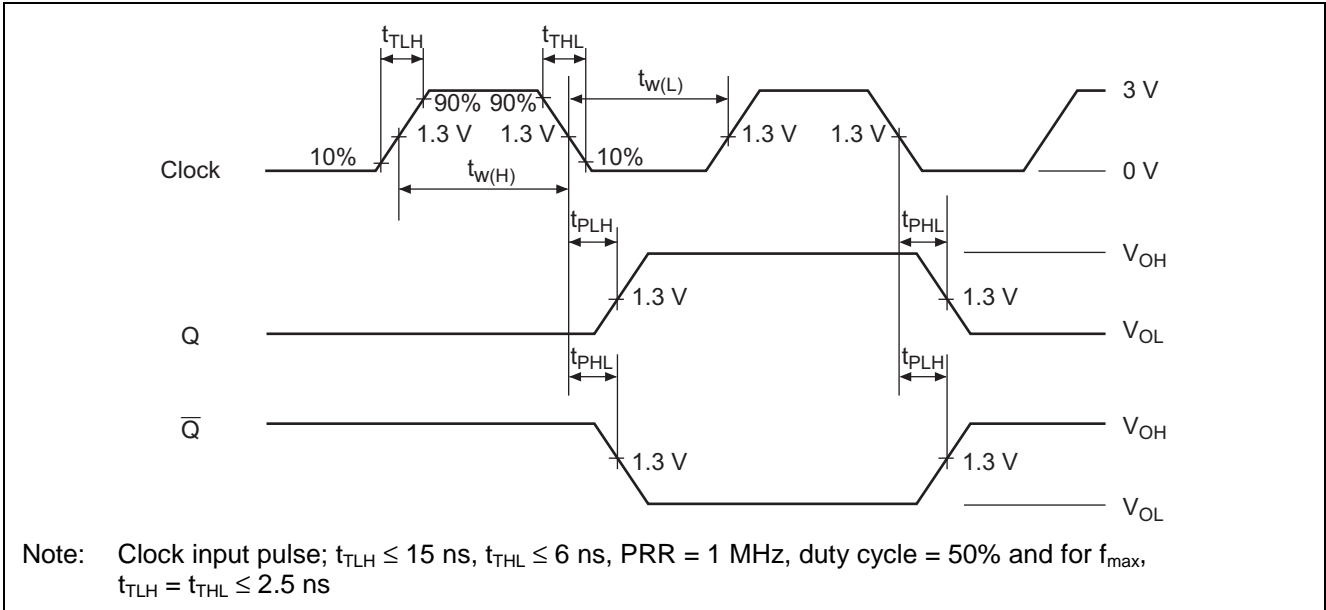 tTLH
tTHL
tw(L)
3 V
90% 90%
1.3 V 1.3 V 1.3 V 1.3 V
Clock
10% 10%
0 V
tw(H)
tPLH tPHL
VOH
1.3 V 1.3 V
Q
VOL
tPHL tPLH
Q̅
VOH
1.3 V 1.3 V
VOL
Note: Clock input pulse; tTLH ≤ 15 ns, tTHL ≤ 6 ns, PRR = 1 MHz, duty cycle = 50% and for fmax,
tTLH = tTHL ≤ 2.5 ns